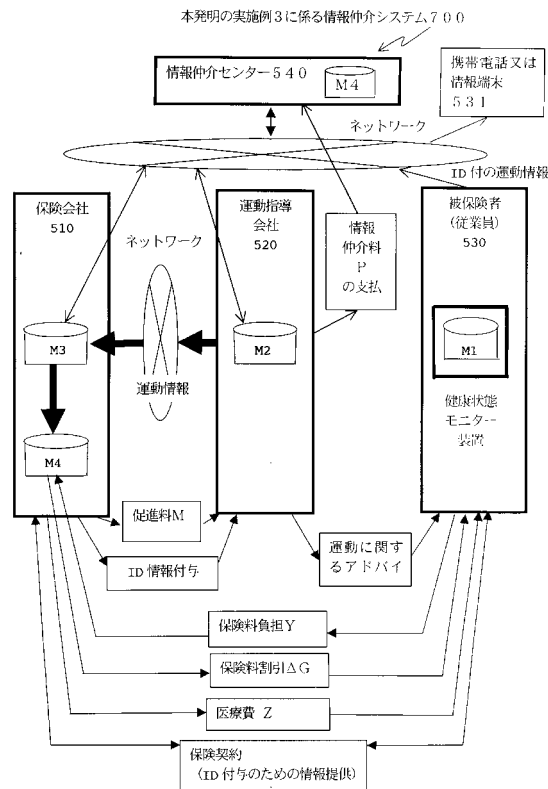 本発明の実施例3に係る情報仲介システム700
情報仲介センター540
M4
携帯電話又は
情報端末
531
ネットワーク
ID付の運動情報
保険会社
510
ネットワーク
運動指導
会社
520
情報
仲介料
P
の支払
被保険者
(従業員)
530
M3
運動情報
M2
M1
健康状態
モニター
装置
M4
促進料M
ID情報付与
運動に関す
るアドバイ
保険料負担Y
保険料割引ΔG
医療費 Z
保険契約
(ID付与のための情報提供)